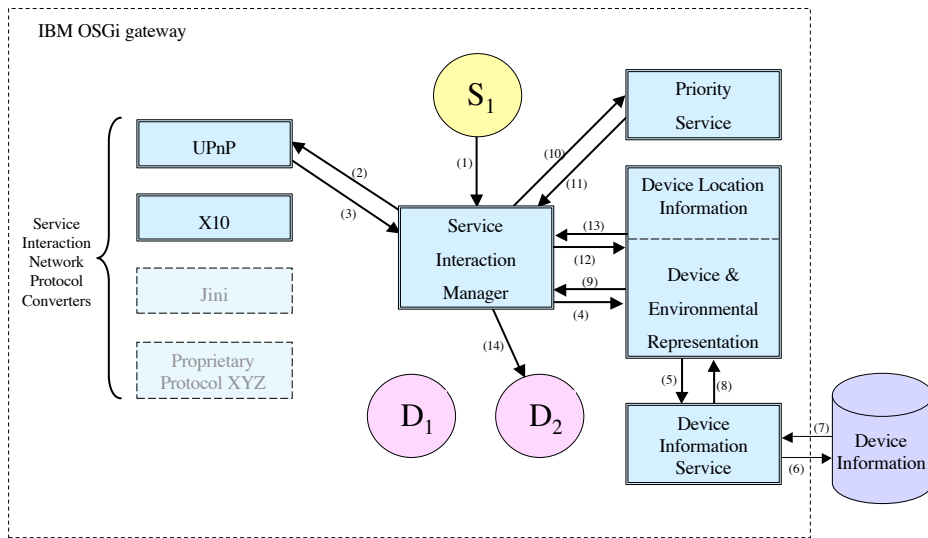 IBM OSGi gateway
S1
Priority
Service
UPnP
(1)
(10)
(11)
(2)
(3)
Device Location
Information
X10
Service
Interaction
Network
Protocol
Converters
Service
Interaction
Manager
(13)
(12)
(9)
(4)
Device &
Environmental
Representation
Jini
Proprietary
Protocol XYZ
(14)
(5)
(8)
D1
D2
Device
Information
Service
(7)
(6)
Device
Information